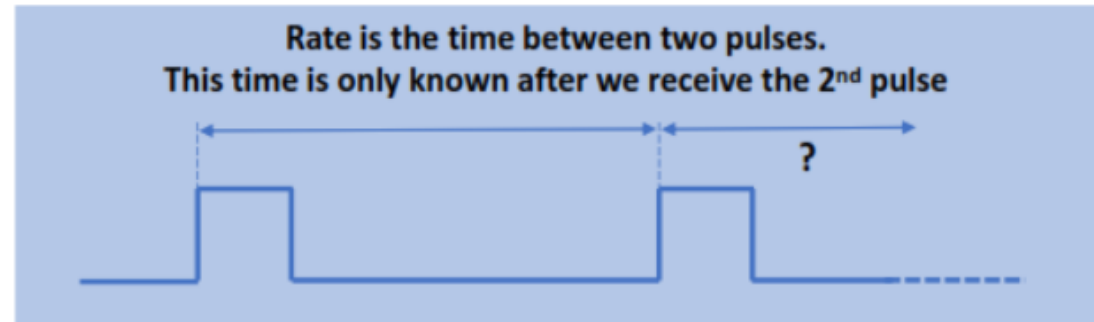 Rate is the time between two pulses.
This time is only known after we receive the 2nd pulse
?